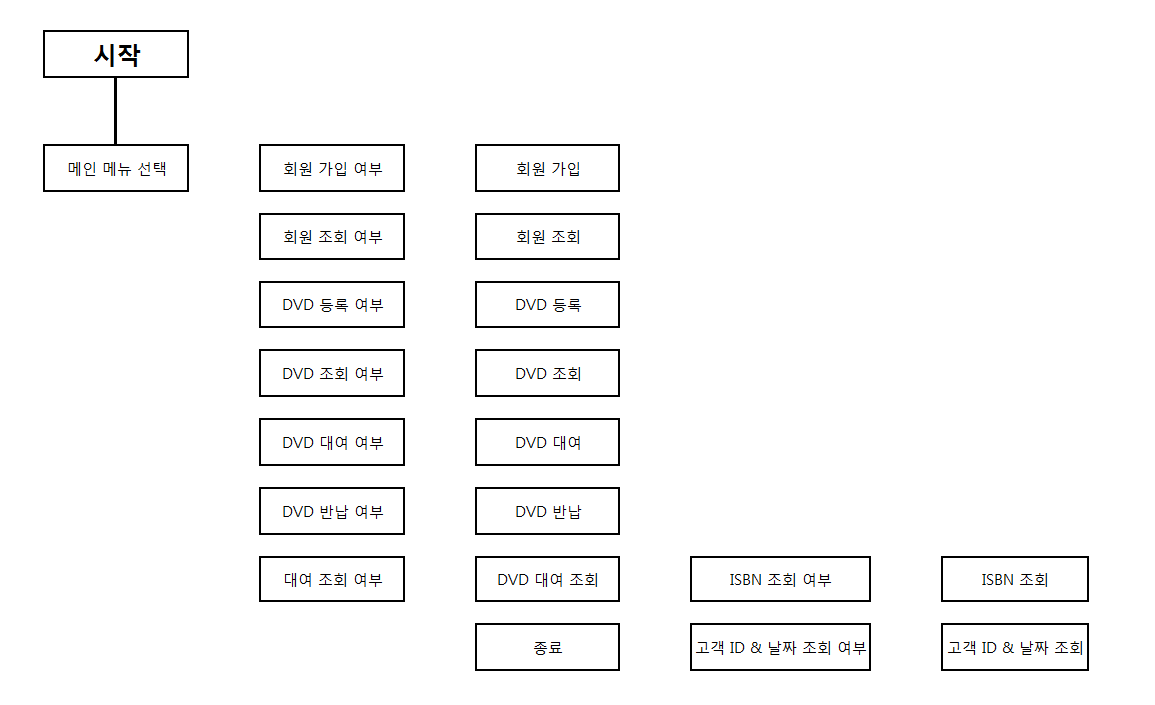 시작
메인 메뉴 선택
회원 가입 여부
회원 가입
회원 조회 여부
회원 조회
DVD 등록 여부
DVD 등록
DVD 조회 여부
DVD 조회
DVD 대여 여부
DVD 대여
DVD 반납 여부
DVD 반납
대여 조회 여부
DVD 대여 조회
ISBN 조회 여부
ISBN 조회
종료
고객 ID & 날짜 조회 여부
고객 ID & 날짜 조회